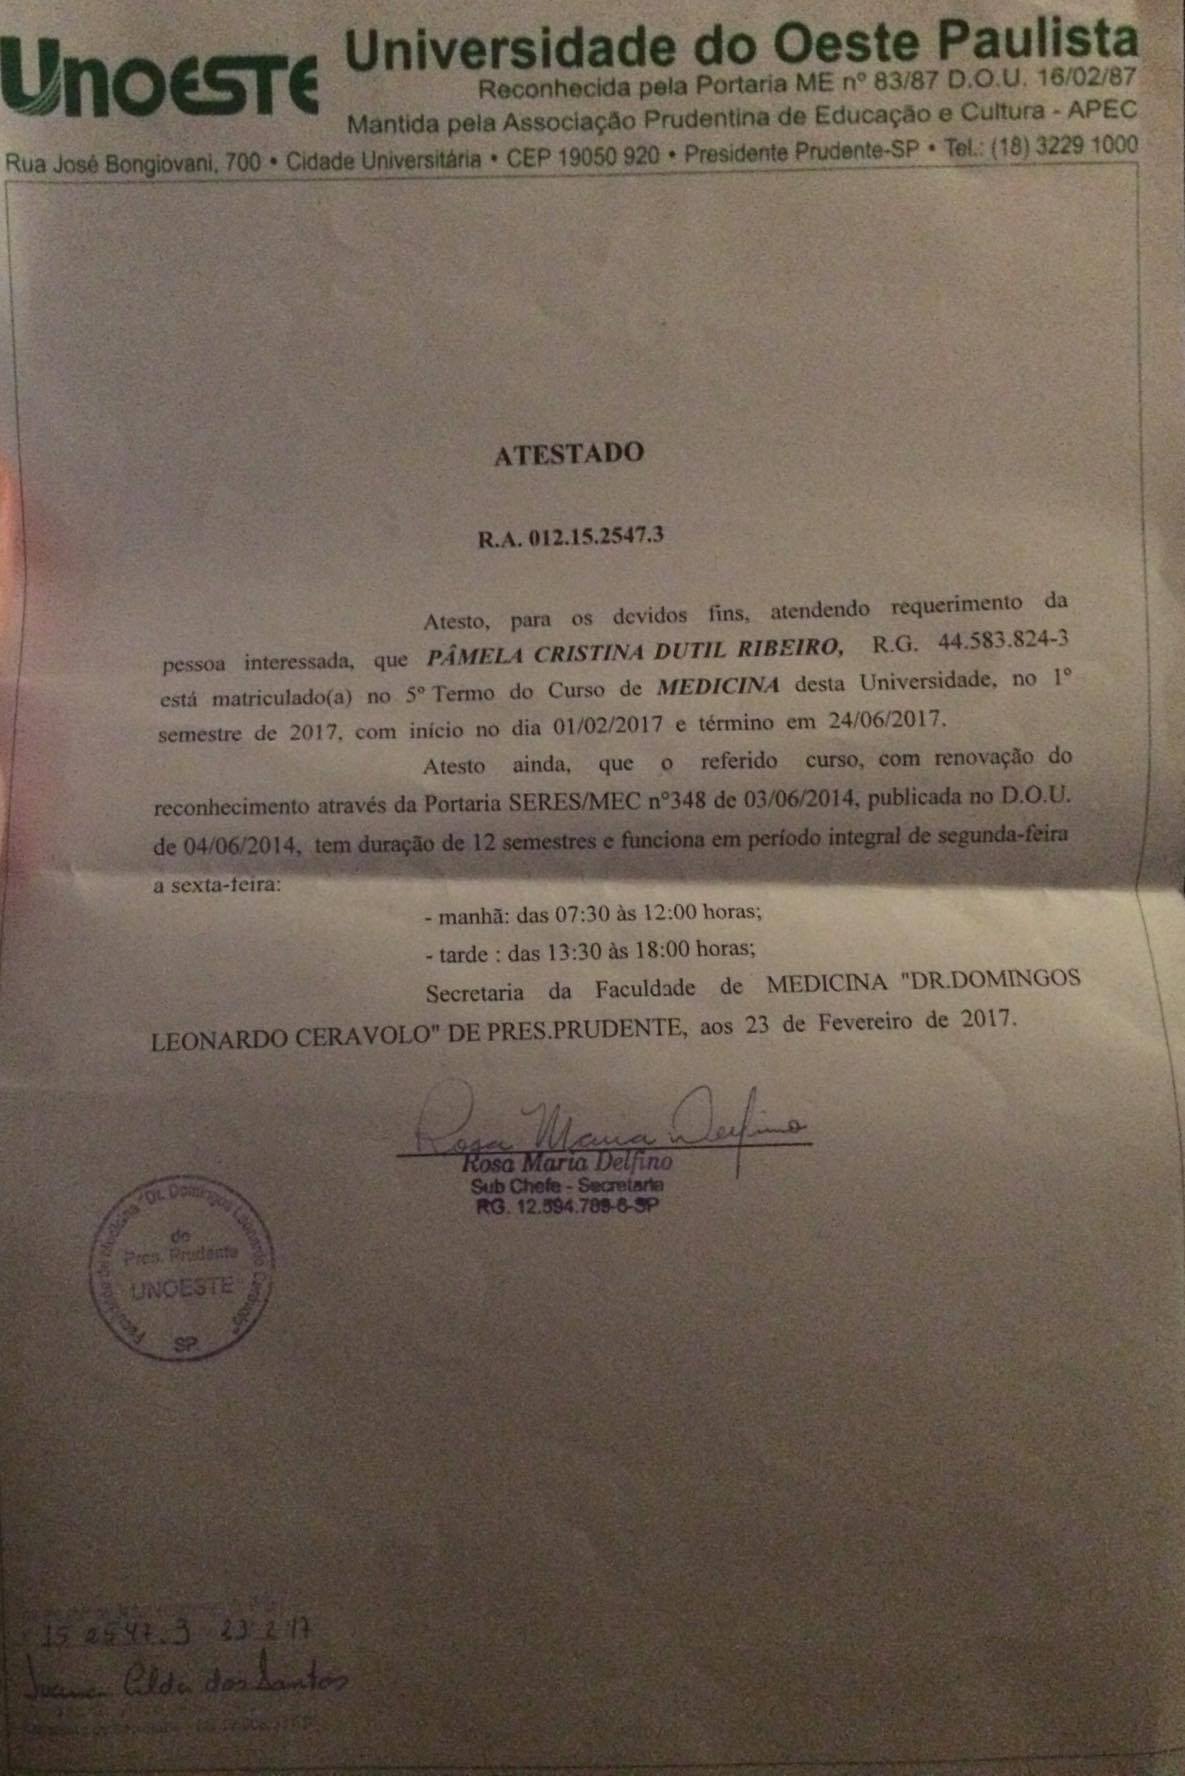 UNOESTE
Universidade do Oeste Paulista
Reconhecida pela Portaria ME nº 83/87 D.O.U. 16/02/87
Mantida pela Associação Prudentina de Educação e Cultura - APEC
Rua José Bongiovani, 700 • Cidade Universitária • CEP 19050 920 • Presidente Prudente-SP • Tel.: (18) 3229 1000
ATESTADO
R.A. 012.15.2547.3
Atesto, para os devidos fins, atendendo requerimento da
pessoa interessada, que PÂMELA CRISTINA DUTIL RIBEIRO, R.G. 44.583.824-3
está matriculado(a) no 5º Termo do Curso de MEDICINA desta Universidade, no 1º
semestre de 2017, com início no dia 01/02/2017 e término em 24/06/2017.
Atesto ainda, que o referido curso, com renovação do
reconhecimento através da Portaria SERES/MEC nº348 de 03/06/2014, publicada no D.O.U.
de 04/06/2014, tem duração de 12 semestres e funciona em período integral de segunda-feira
a sexta-feira:
- manhã: das 07:30 às 12:00 horas;
- tarde : das 13:30 às 18:00 horas;
Secretaria da Faculdade de MEDICINA "DR.DOMINGOS
LEONARDO CERAVOLO" DE PRES.PRUDENTE, aos 23 de Fevereiro de 2017.
Rosa Maria Delfino
Rosa Maria Delfino
Sub Chefe - Secretaria
RG. 12.594.789-6-SP
Faculdade de Medicina "Dr. Domingos Leonardo Cerávolo"
de
Pres. Prudente
UNOESTE
SP
15 2547.3 23 2 17
dos Santos